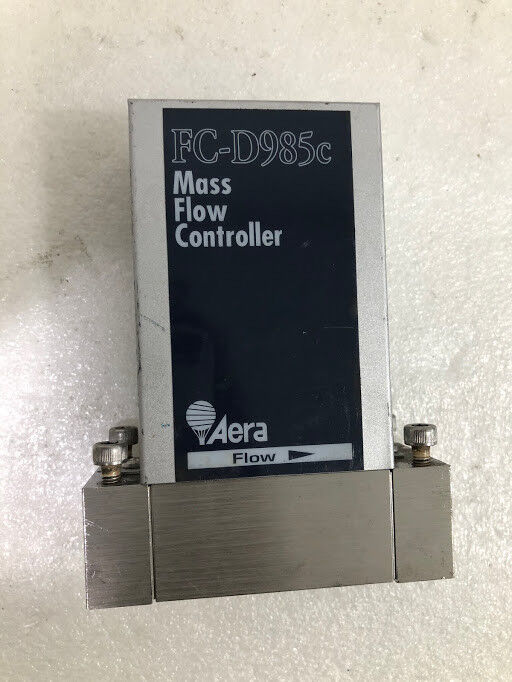 FC-D985c
Mass
Flow
Controller
Aera
Flow